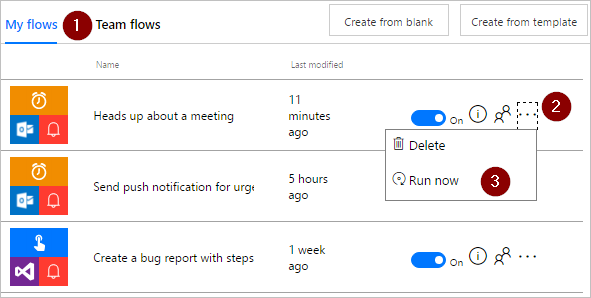 My flows 1 Team flows Create from blank Create from template
Name Last modified
Heads up about a meeting
11
minutes
ago
On 2
Delete
Run now 3
Send push notification for urge
5 hours
ago
Create a bug report with steps
1 week
ago
On